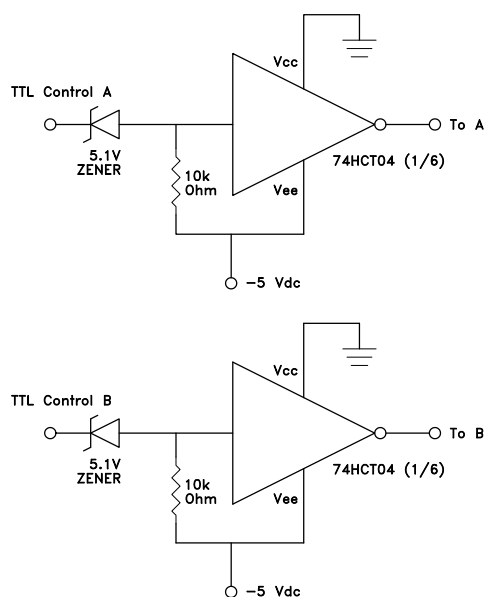 Vcc
TTL Control A
To A
5.1V
ZENER
74HCT04 (1/6)
10k
Ohm
Vee
-5 Vdc
Vcc
TTL Control B
To B
5.1V
ZENER
74HCT04 (1/6)
10k
Ohm
Vee
-5 Vdc